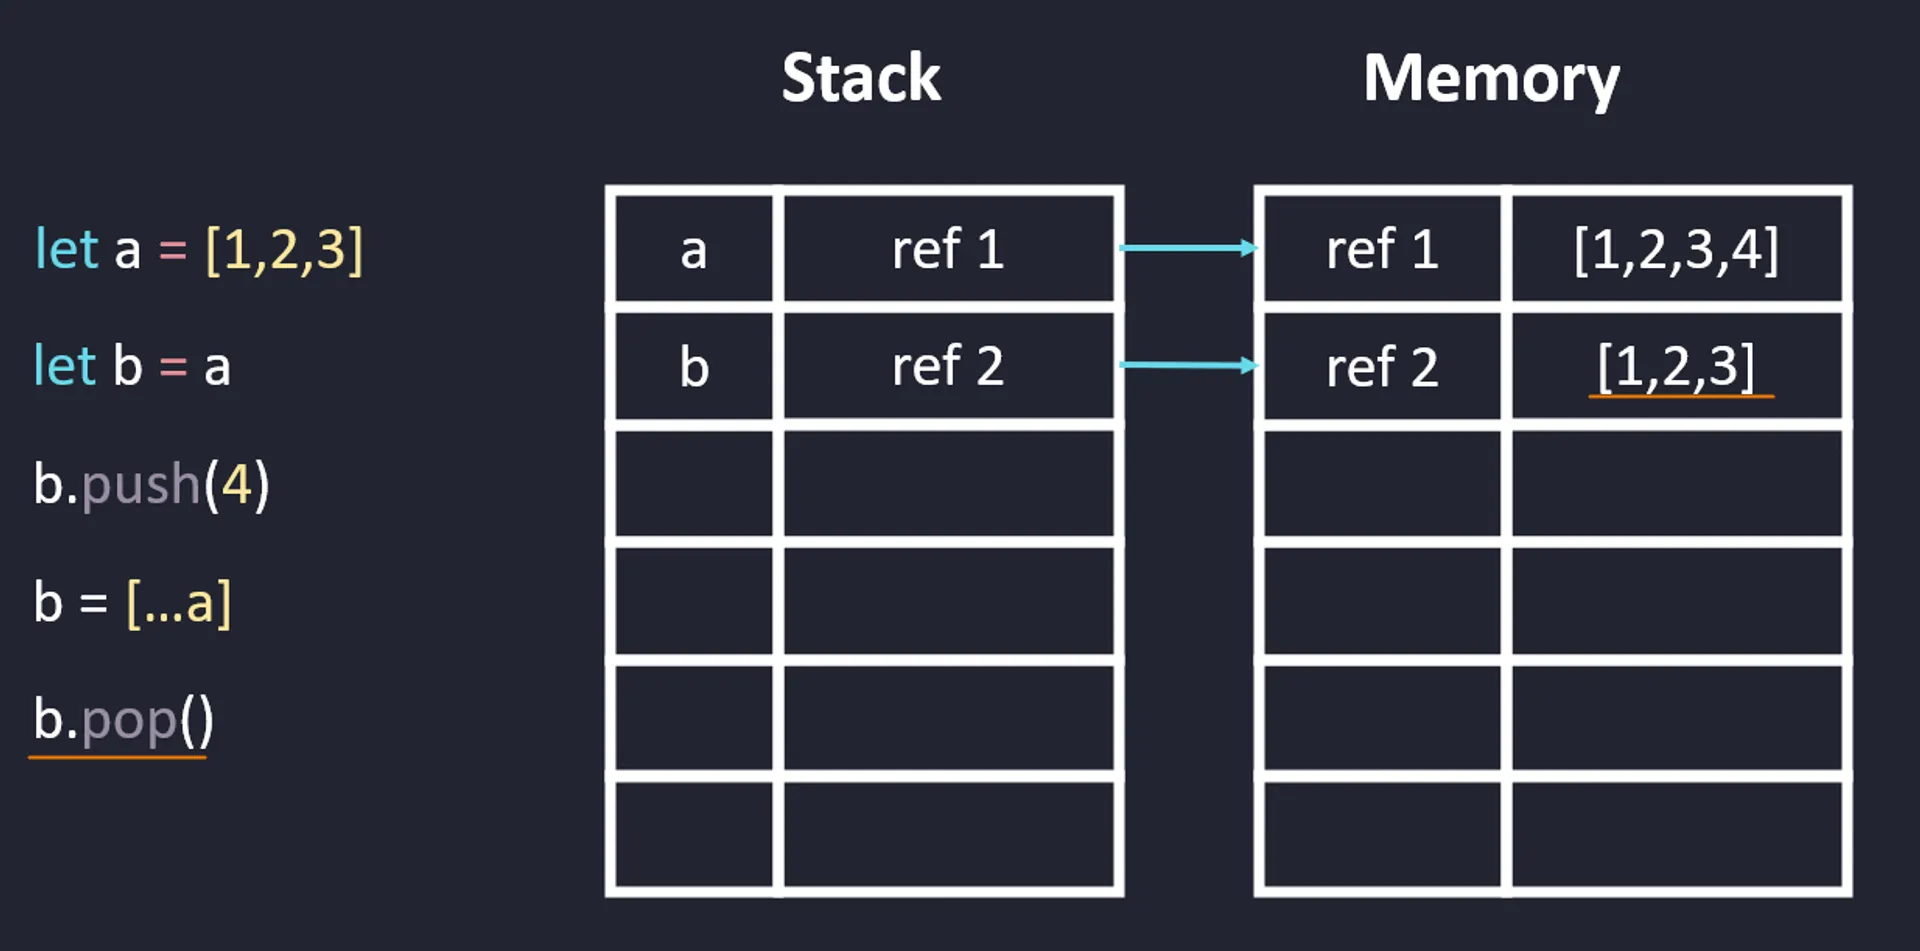 Stack Memory
let a = [1,2,3]
a ref 1 ref 1 [1,2,3,4]
let b = a
b ref 2 ref 2 [1,2,3]
b.push(4)
b = [...a]
b.pop()